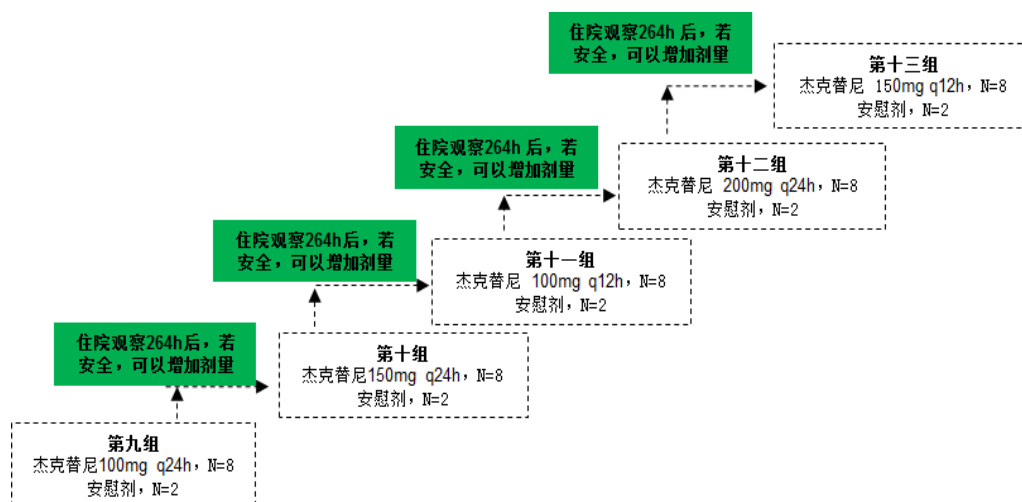 住院观察264h 后，若
安全，可以增加剂量
第十三组
杰克替尼 150mg q12h，N=8
安慰剂，N=2
住院观察264h 后，若
安全，可以增加剂量
第十二组
杰克替尼 200mg q24h，N=8
安慰剂，N=2
住院观察264h后，若
安全，可以增加剂量
第十一组
杰克替尼 100mg q12h，N=8
安慰剂，N=2
住院观察264h后，若
安全，可以增加剂量
第十组
杰克替尼150mg q24h，N=8
安慰剂，N=2
第九组
杰克替尼100mg q24h，N=8
安慰剂，N=2